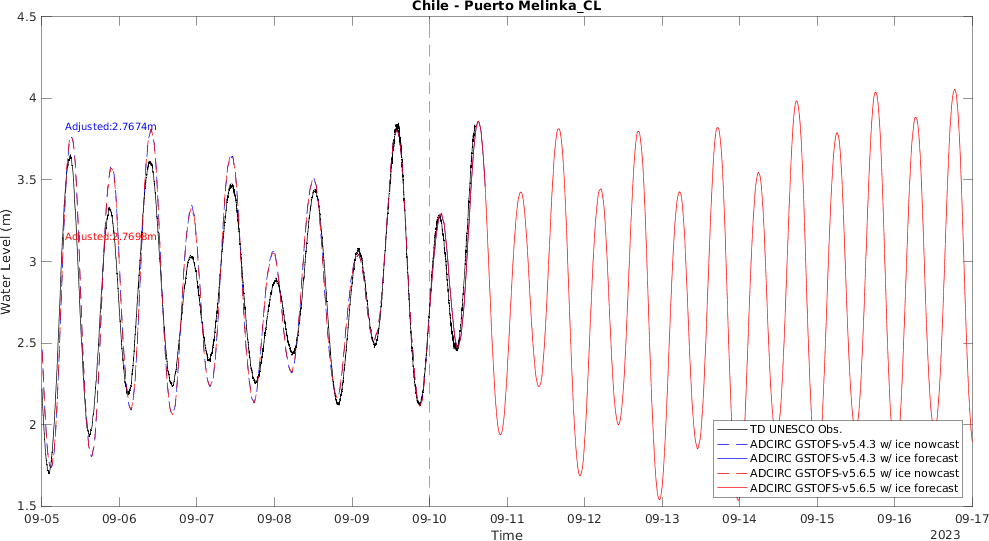 Chile - Puerto Melinka_CL
4.5
4
3.5
3
2.5
2
1.5
Water Level (m)
Adjusted:2.7674m
Adjusted:2.7698m
TD UNESCO Obs.
ADCIRC GSTOFS-v5.4.3 w/ ice nowcast
ADCIRC GSTOFS-v5.4.3 w/ ice forecast
ADCIRC GSTOFS-v5.6.5 w/ ice nowcast
ADCIRC GSTOFS-v5.6.5 w/ ice forecast
09-05 09-06 09-07 09-08 09-09 09-10 09-11 09-12 09-13 09-14 09-15 09-16 09-17
Time
2023